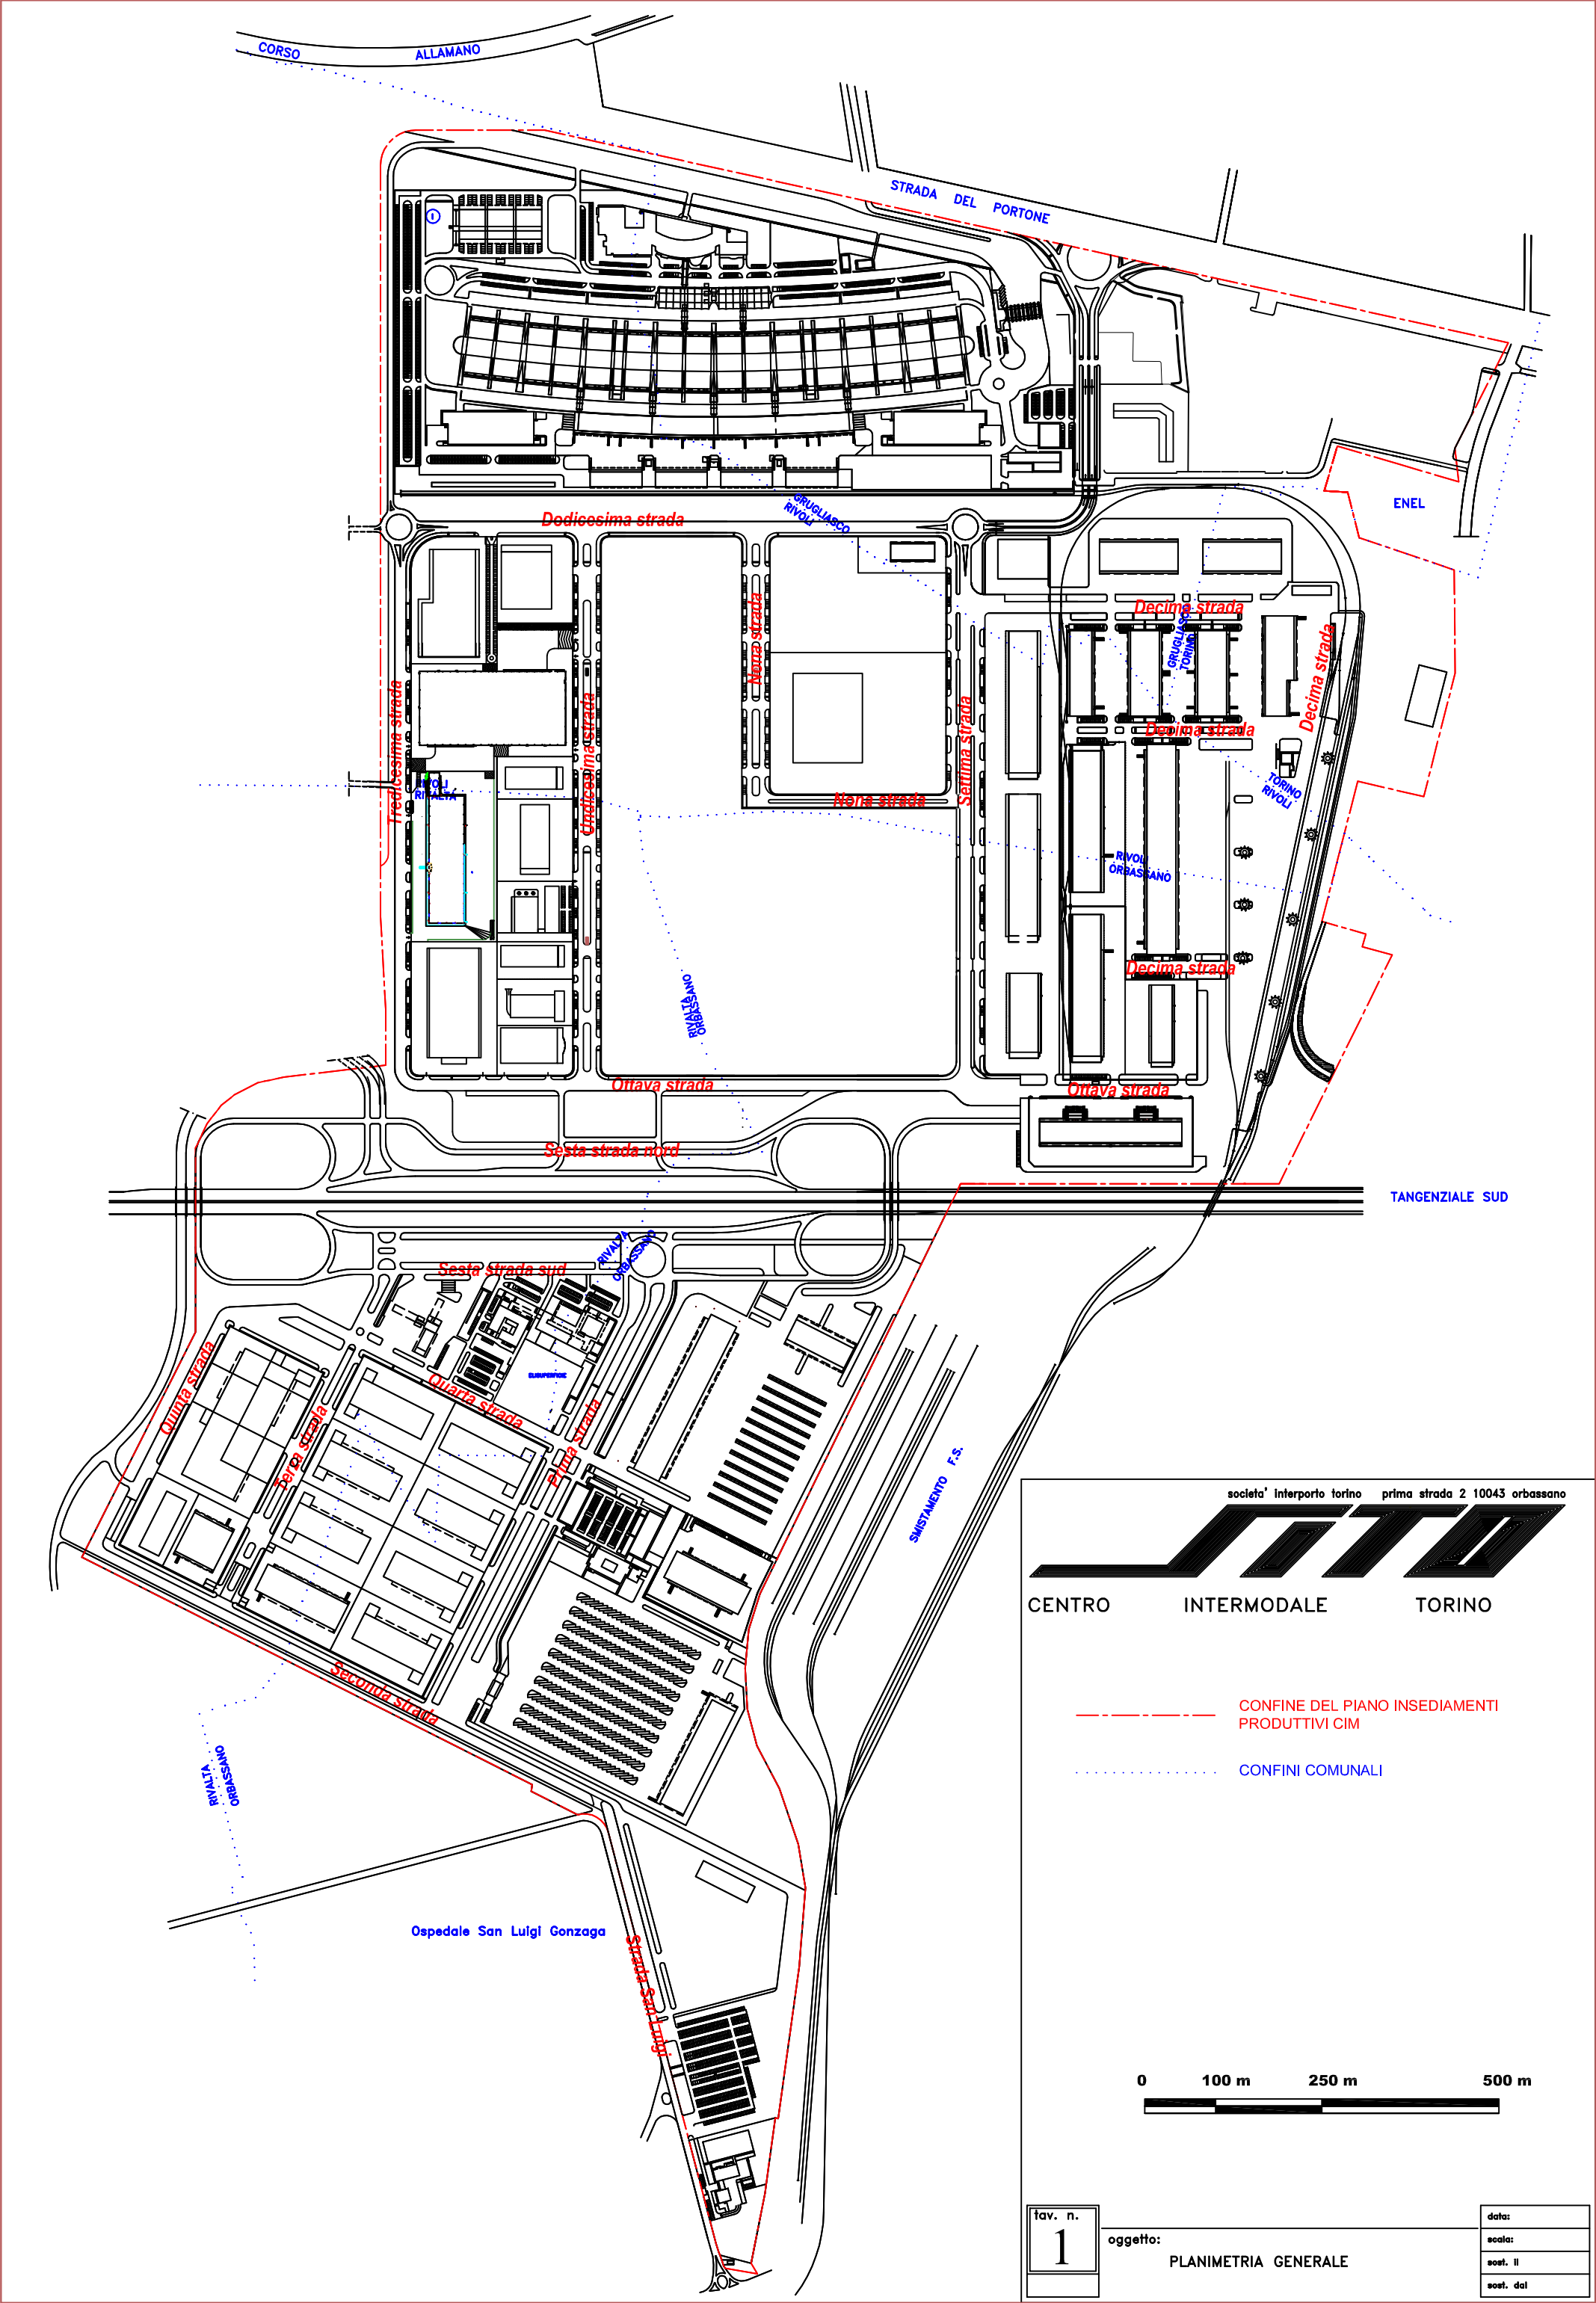 CORSO ALLAMANO
STRADA DEL PORTONE
ENEL
Dodicesima strada
GRUGLIASCO
RIVOLI
Decima strada
GRUGLIASCO
TORINO
Decima strada
Nona strada
Tredicesima strada
Undicesima strada
Settima strada
Decima strada
RIVOLI
RIVALTA
Nona strada
TORINO
RIVOLI
RIVOLI
ORBASSANO
Decima strada
RIVALTA
ORBASSANO
Ottava strada
Ottava strada
Sesta strada nord
TANGENZIALE SUD
RIVALTA
ORBASSANO
Sesta strada sud
Quinta strada
Quarta strada
Terza strada
Prima strada
SMISTAMENTO F.S.
Seconda strada
RIVALTA
ORBASSANO
Ospedale San Luigi Gonzaga
Strada San Luigi
societa' interporto torino prima strada 2 10043 orbassano
SITO
CENTRO INTERMODALE TORINO
CONFINE DEL PIANO INSEDIAMENTI
PRODUTTIVI CIM
CONFINI COMUNALI
0 100 m 250 m 500 m
tav. n.
1
oggetto:
PLANIMETRIA GENERALE
data:
scala:
sost. il
sost. dal